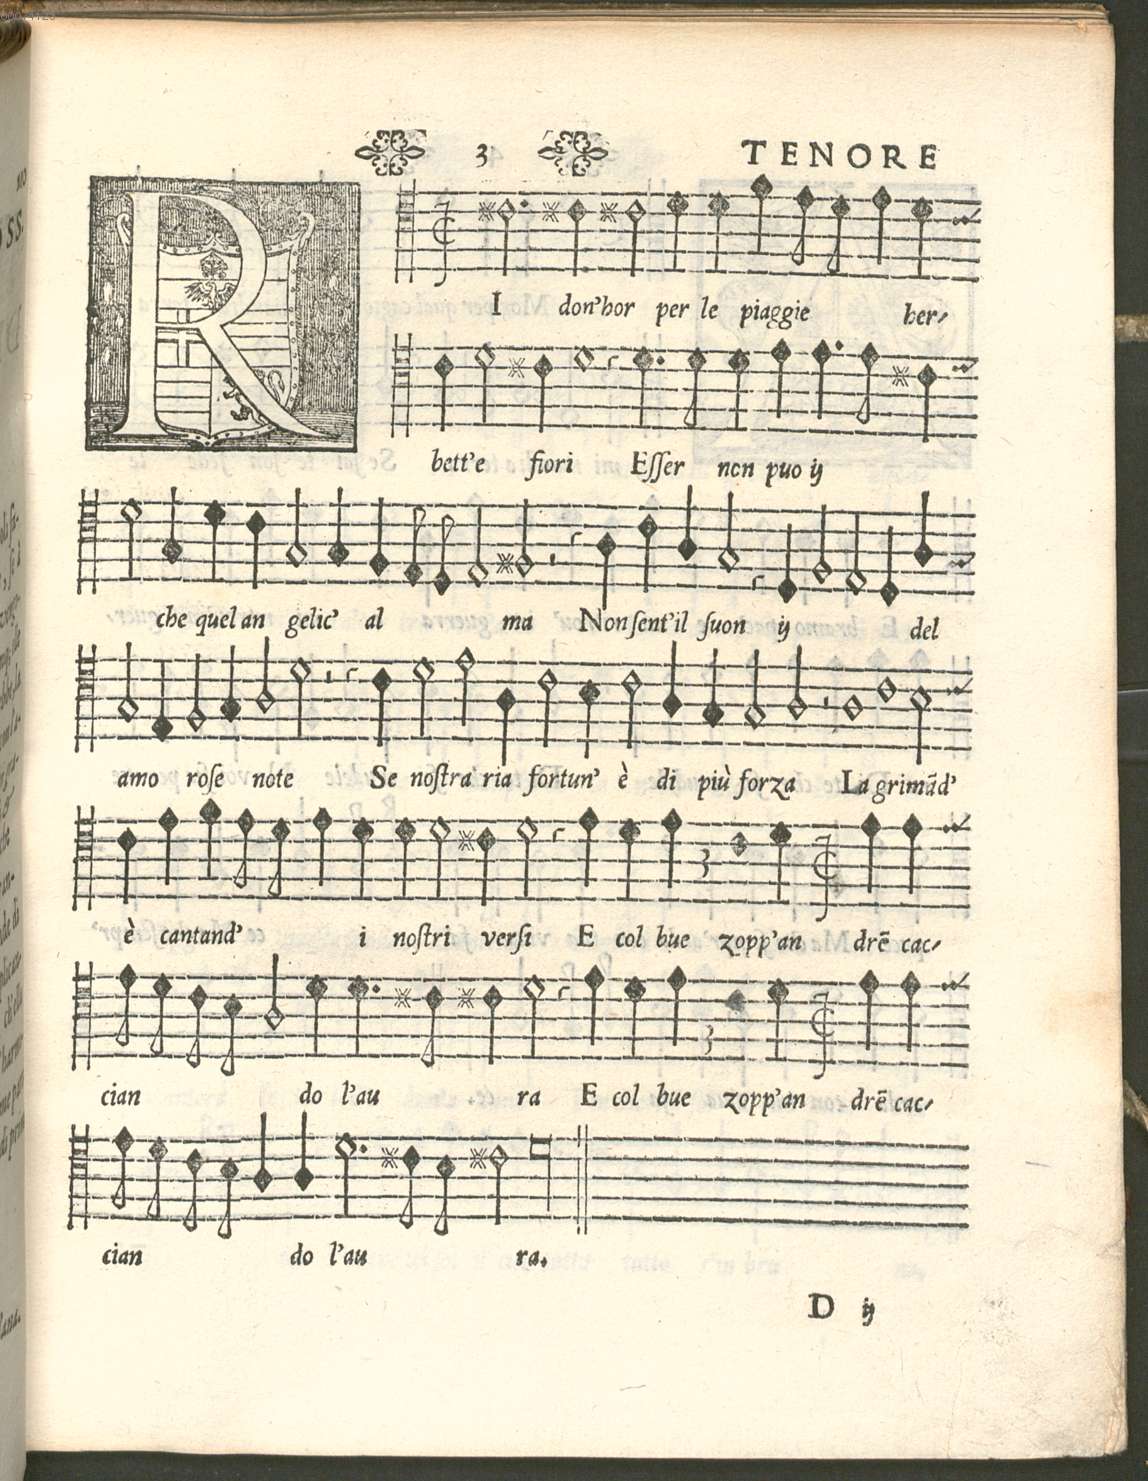 3 TENORE
R I don'hor per le piaggie her-
bett'e fiori Eſſer non puo ij
che quel an gelic' al ma Non ſent'il ſuon ij del
amo roſe note Se noſtra ria fortun' è di più forza La grimād'
è cantand' i noſtri verſi E col bue zopp'an drē cac-
cian do l'au ra E col bue zopp'an drē cac-
cian do l'au ra.
D ij